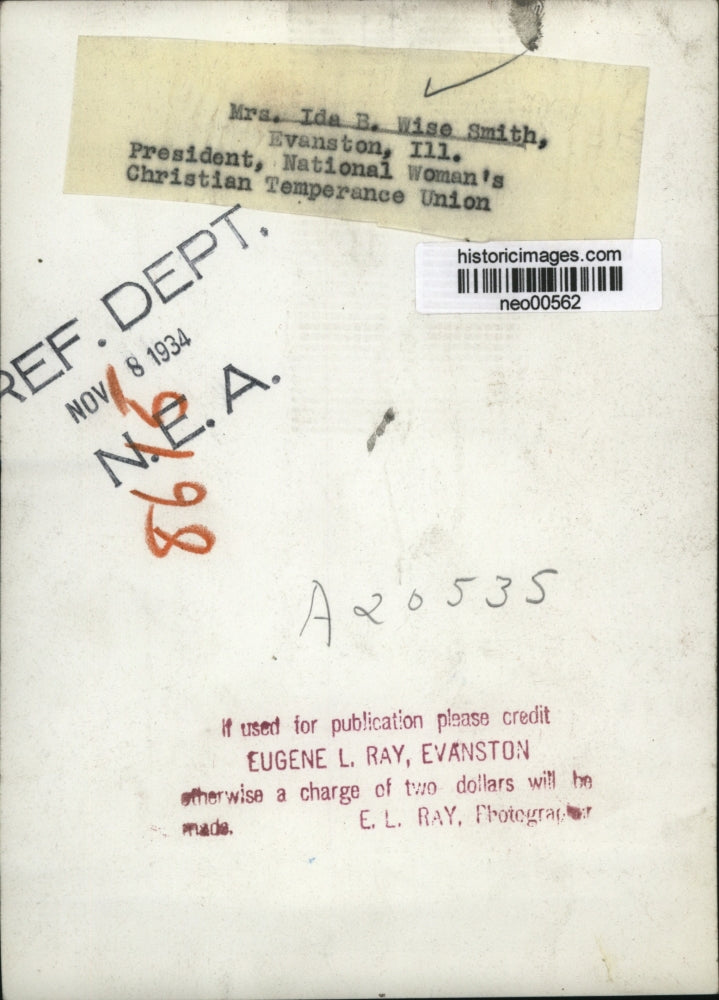 Mrs. Ida B. Wise Smith,
Evanston, Ill.
President, National Woman's
Christian Temperance Union
historicimages.com
neo00562
REF. DEPT.
NOV 8 1934
N.E.A.
A20535
If used for publication please credit
EUGENE L. RAY, EVANSTON
otherwise a charge of two dollars will be
made. E. L. RAY, Photographer